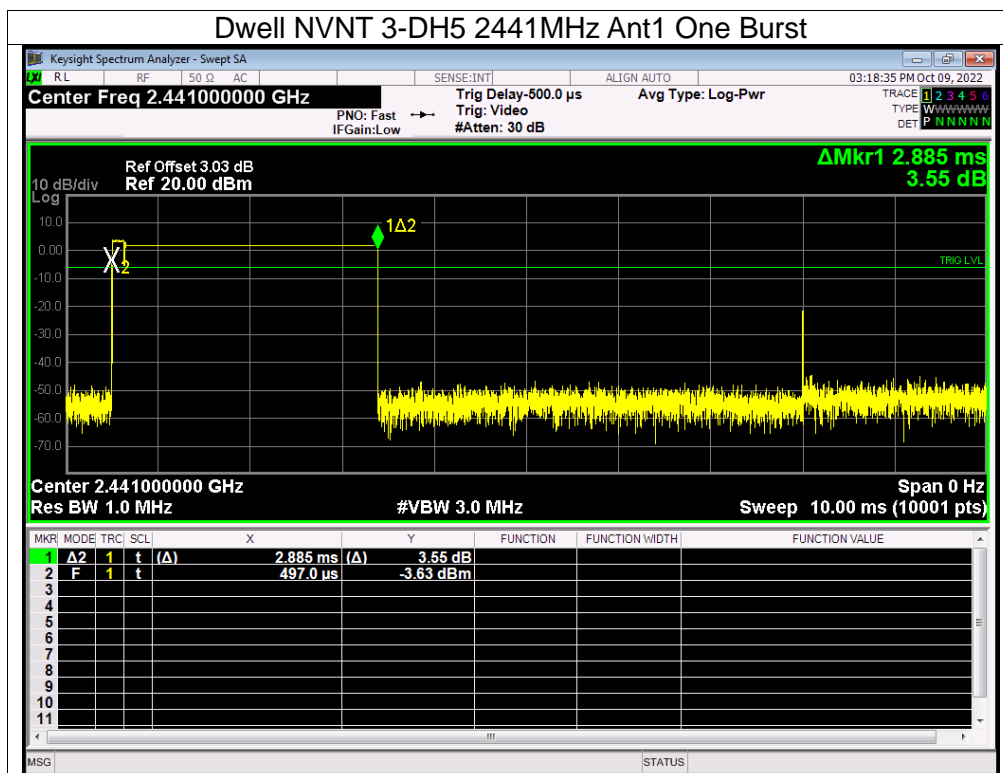 Dwell NVNT 3-DH5 2441MHz Ant1 One Burst
Keysight Spectrum Analyzer - Swept SA
LXI RL RF 50 Ω AC SENSE:INT ALIGN AUTO 03:18:35 PM Oct 09, 2022
Center Freq 2.441000000 GHz Trig Delay-500.0 µs Avg Type: Log-Pwr TRACE 1 2 3 4 5 6
PNO: Fast Trig: Video TYPE WWWWWW
IFGain:Low #Atten: 30 dB DET P N N N N N
ΔMkr1 2.885 ms
Ref Offset 3.03 dB
10 dB/div Ref 20.00 dBm 3.55 dB
Log
10.0
1Δ2
0.00
2
TRIG LVL
-10.0
-20.0
-30.0
-40.0
-50.0
-60.0
-70.0
Center 2.441000000 GHz Span 0 Hz
Res BW 1.0 MHz #VBW 3.0 MHz Sweep 10.00 ms (10001 pts)
MKR MODE TRC SCL X Y FUNCTION FUNCTION WIDTH FUNCTION VALUE
1 Δ2 1 t (Δ) 2.885 ms (Δ) 3.55 dB
2 F 1 t 497.0 µs -3.63 dBm
3
4
5
6
7
8
9
10
11
MSG STATUS